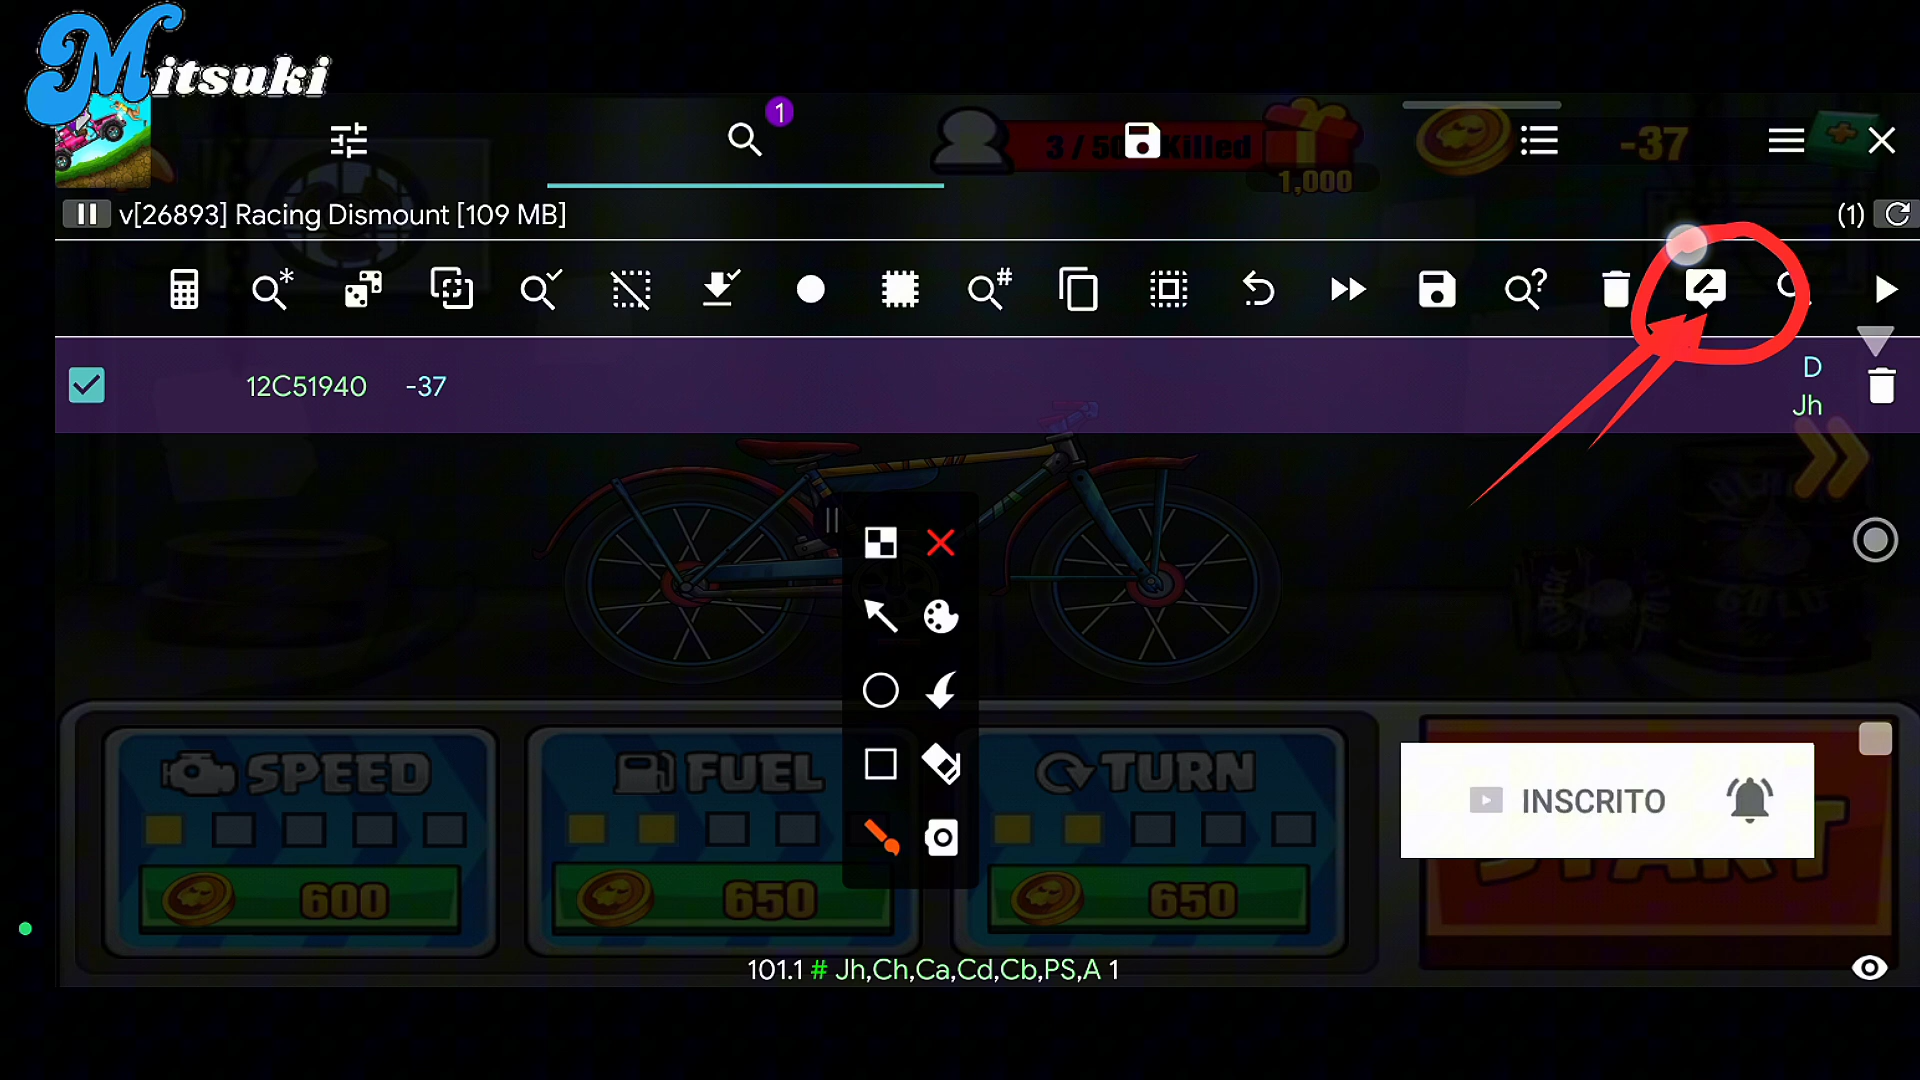 Mitsuki
1
3 / 50 Killed
1,000
-37
v[26893] Racing Dismount [109 MB]
(1)
12C51940 -37
D
Jh
SPEED
FUEL
TURN
INSCRITO
START
600
650
650
101.1 # Jh,Ch,Ca,Cd,Cb,PS,A 1